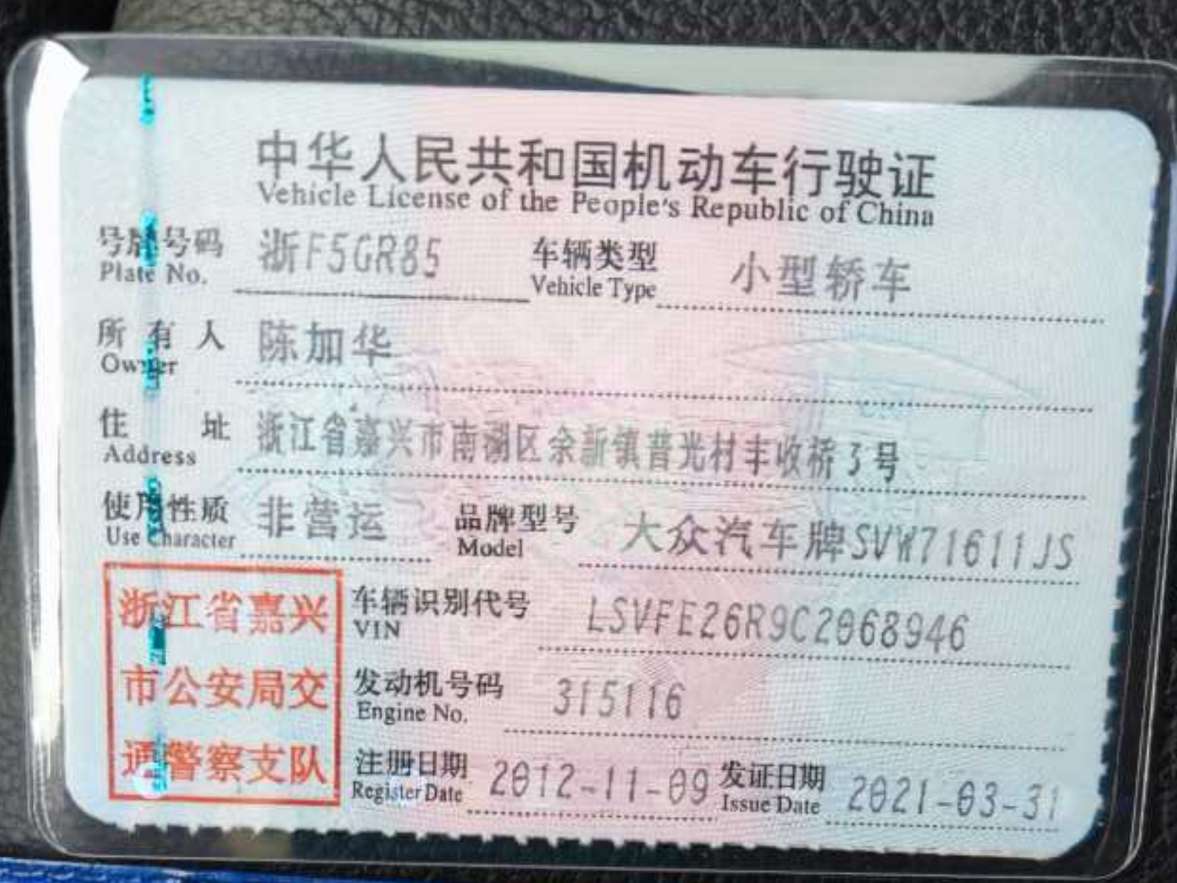 中华人民共和国机动车行驶证
Vehicle License of the People's Republic of China
号牌号码 浙F5GR85 车辆类型 小型轿车
Plate No. Vehicle Type
所有人 陈加华
Owner
住址 浙江省嘉兴市南湖区余新镇普光村丰收桥3号
Address
使用性质 非营运 品牌型号 大众汽车牌SVW71611JS
Use Character Model
浙江省嘉兴 车辆识别代号 LSVFE26R9C2068946
VIN
市公安局交 发动机号码 315116
Engine No.
通警察支队 注册日期 2012-11-09 发证日期 2021-03-31
Register Date Issue Date